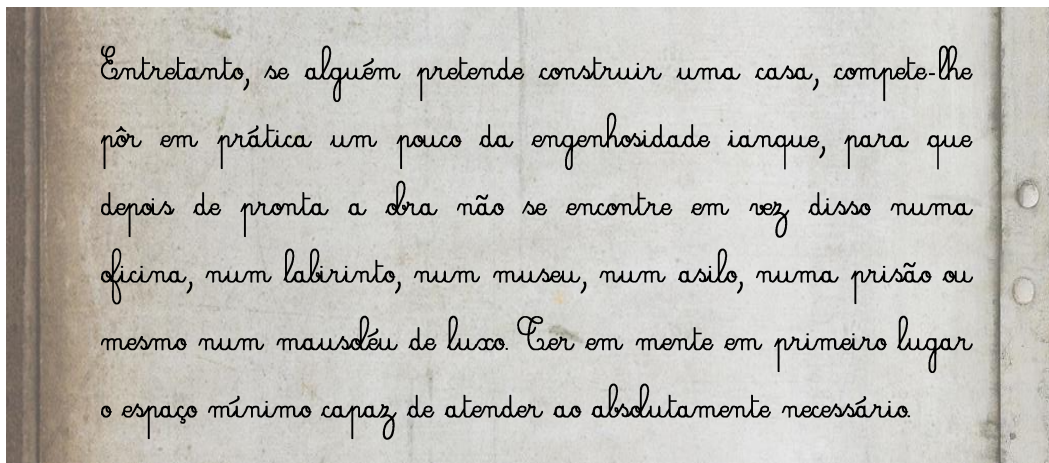 Entretanto, se alguém pretende construir uma casa, compete-lhe
pôr em prática um pouco da engenhosidade ianque, para que
depois de pronta a obra não se encontre em vez disso numa
oficina, num labirinto, num museu, num asilo, numa prisão ou
mesmo num mausoléu de luxo. Ter em mente em primeiro lugar
o espaço mínimo capaz de atender ao absolutamente necessário.